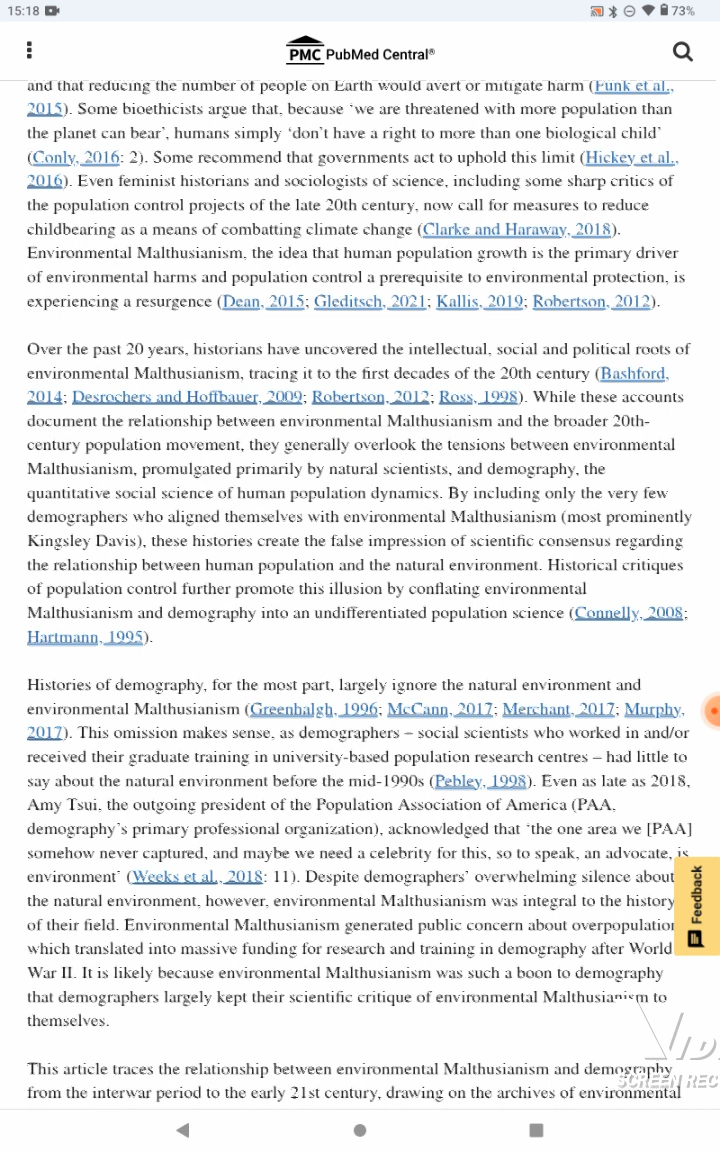 15:18
73%
PMC PubMed Central®
and that reducing the number of people on Earth would avert or mitigate harm (Funk et al.,
2015). Some bioethicists argue that, because ‘we are threatened with more population than
the planet can bear’, humans simply ‘don’t have a right to more than one biological child’
(Conly, 2016: 2). Some recommend that governments act to uphold this limit (Hickey et al.,
2016). Even feminist historians and sociologists of science, including some sharp critics of
the population control projects of the late 20th century, now call for measures to reduce
childbearing as a means of combatting climate change (Clarke and Haraway, 2018).
Environmental Malthusianism, the idea that human population growth is the primary driver
of environmental harms and population control a prerequisite to environmental protection, is
experiencing a resurgence (Dean, 2015; Gleditsch, 2021; Kallis, 2019; Robertson, 2012).
Over the past 20 years, historians have uncovered the intellectual, social and political roots of
environmental Malthusianism, tracing it to the first decades of the 20th century (Bashford,
2014; Desrochers and Hoffbauer, 2009; Robertson, 2012; Ross, 1998). While these accounts
document the relationship between environmental Malthusianism and the broader 20th-
century population movement, they generally overlook the tensions between environmental
Malthusianism, promulgated primarily by natural scientists, and demography, the
quantitative social science of human population dynamics. By including only the very few
demographers who aligned themselves with environmental Malthusianism (most prominently
Kingsley Davis), these histories create the false impression of scientific consensus regarding
the relationship between human population and the natural environment. Historical critiques
of population control further promote this illusion by conflating environmental
Malthusianism and demography into an undifferentiated population science (Connelly, 2008;
Hartmann, 1995).
Histories of demography, for the most part, largely ignore the natural environment and
environmental Malthusianism (Greenhalgh, 1996; McCann, 2017; Merchant, 2017; Murphy,
2017). This omission makes sense, as demographers – social scientists who worked in and/or
received their graduate training in university-based population research centres – had little to
say about the natural environment before the mid-1990s (Pebley, 1998). Even as late as 2018,
Amy Tsui, the outgoing president of the Population Association of America (PAA,
demography’s primary professional organization), acknowledged that ‘the one area we [PAA]
somehow never captured, and maybe we need a celebrity for this, so to speak, an advocate, is
environment’ (Weeks et al., 2018: 11). Despite demographers’ overwhelming silence about
the natural environment, however, environmental Malthusianism was integral to the history
of their field. Environmental Malthusianism generated public concern about overpopulation
which translated into massive funding for research and training in demography after World
War II. It is likely because environmental Malthusianism was such a boon to demography
that demographers largely kept their scientific critique of environmental Malthusianism to
themselves.
This article traces the relationship between environmental Malthusianism and demography
from the interwar period to the early 21st century, drawing on the archives of environmental
Feedback
VID
SCREEN REC